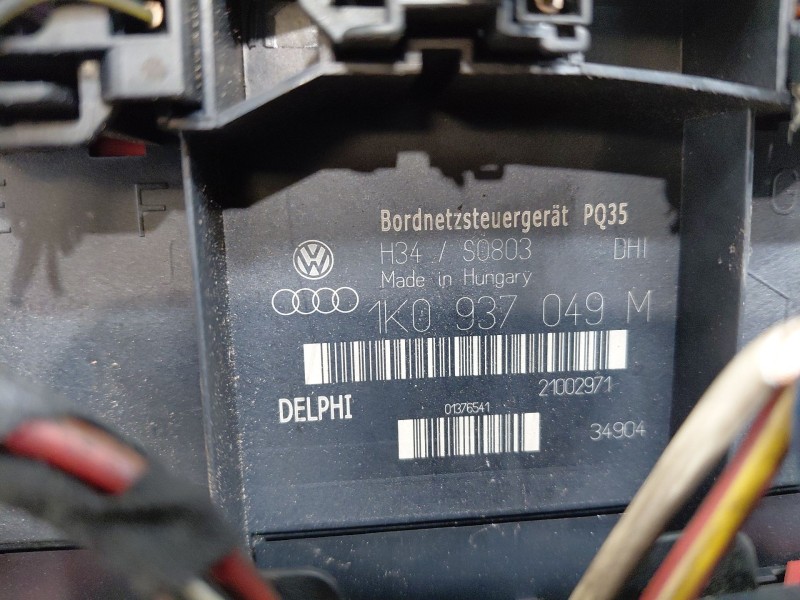 Bordnetzsteuergerät PQ35
H34 / S0803 DHI
Made in Hungary
1K0 937 049 M
21002971
DELPHI
01376541
34904
E F